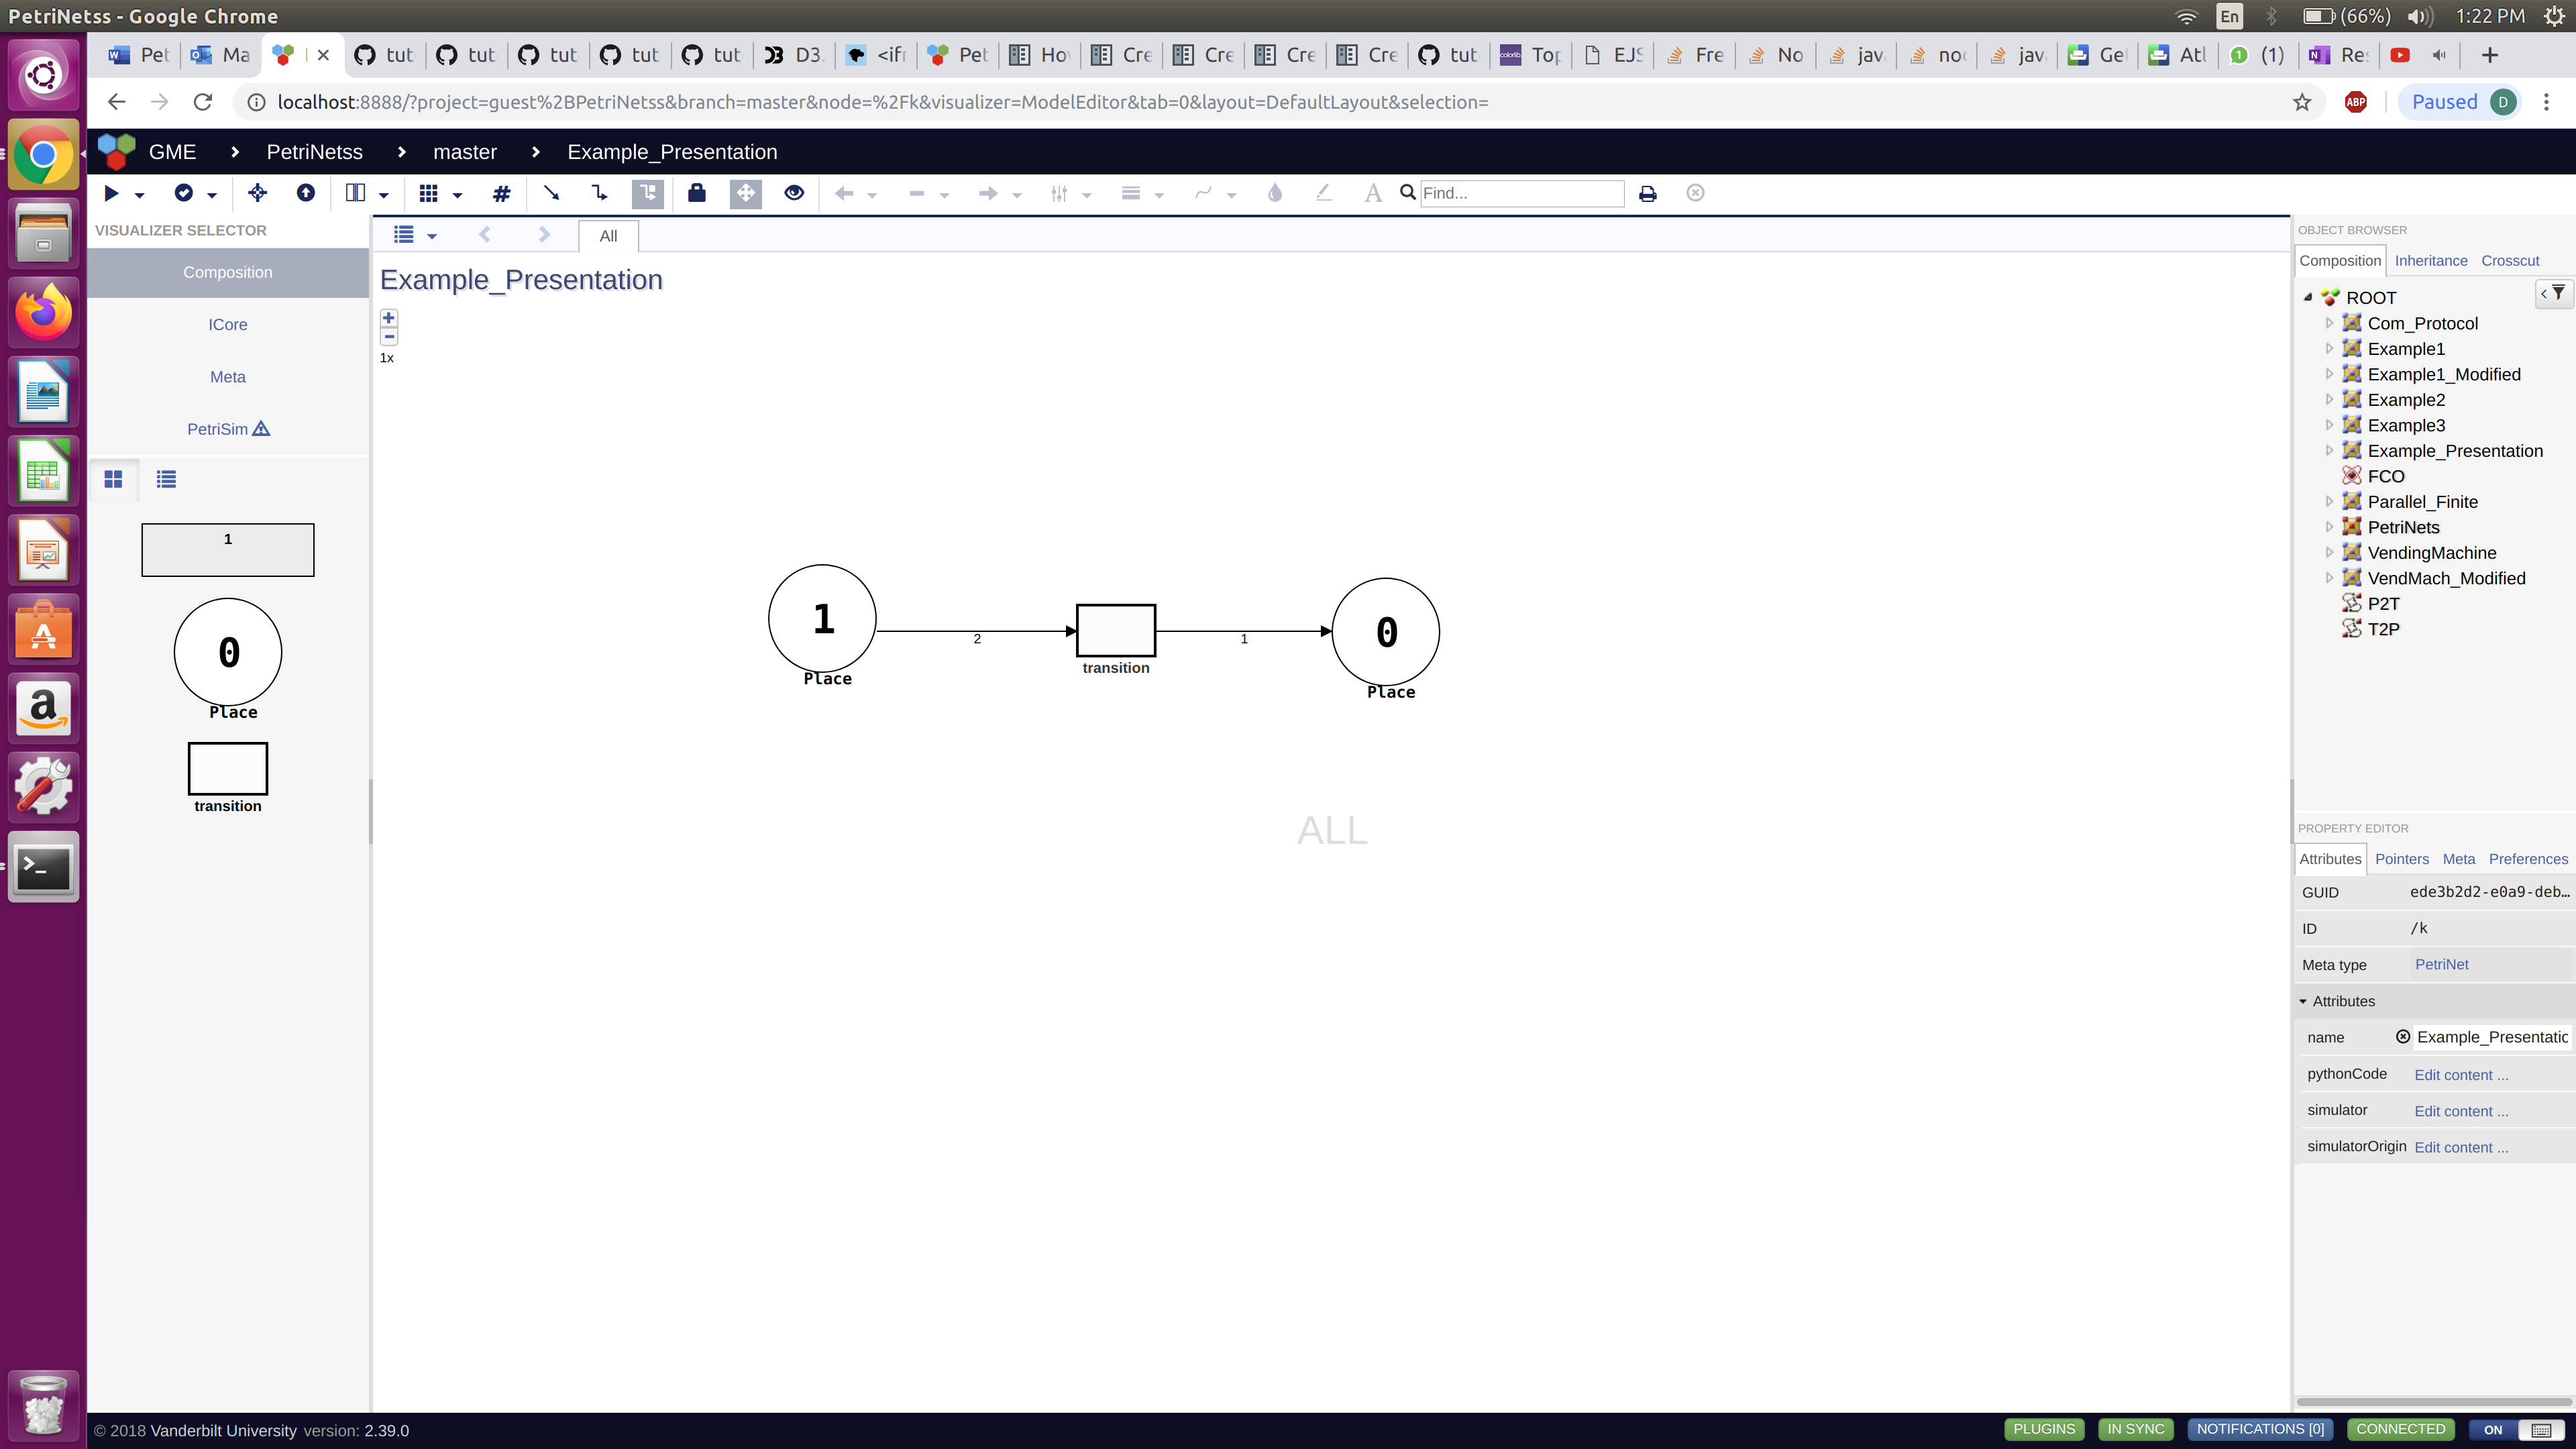 PetriNetss - Google Chrome
En (66%) 1:22 PM
Pet Ma tut tut tut tut tut D3. <ifr Pet Ho Cre Cre Cre Cre tut Top EJS Fre No jav noc jav Ge Atl (1) Re
localhost:8888/?project=guest%2BPetriNetss&branch=master&node=%2Fk&visualizer=ModelEditor&tab=0&layout=DefaultLayout&selection=
ABP Paused D
GME > PetriNetss > master > Example_Presentation
Find...
VISUALIZER SELECTOR
Composition
ICore
Meta
PetriSim
1
0
Place
transition
All
Example_Presentation
1x
1
Place
2
transition
1
0
Place
ALL
OBJECT BROWSER
Composition Inheritance Crosscut
ROOT
Com_Protocol
Example1
Example1_Modified
Example2
Example3
Example_Presentation
FCO
Parallel_Finite
PetriNets
VendingMachine
VendMach_Modified
P2T
T2P
PROPERTY EDITOR
Attributes Pointers Meta Preferences
GUID ede3b2d2-e0a9-deb...
ID /k
Meta type PetriNet
Attributes
name Example_Presentatic
pythonCode Edit content ...
simulator Edit content ...
simulatorOrigin Edit content ...
© 2018 Vanderbilt University version: 2.39.0
PLUGINS IN SYNC NOTIFICATIONS [0] CONNECTED ON